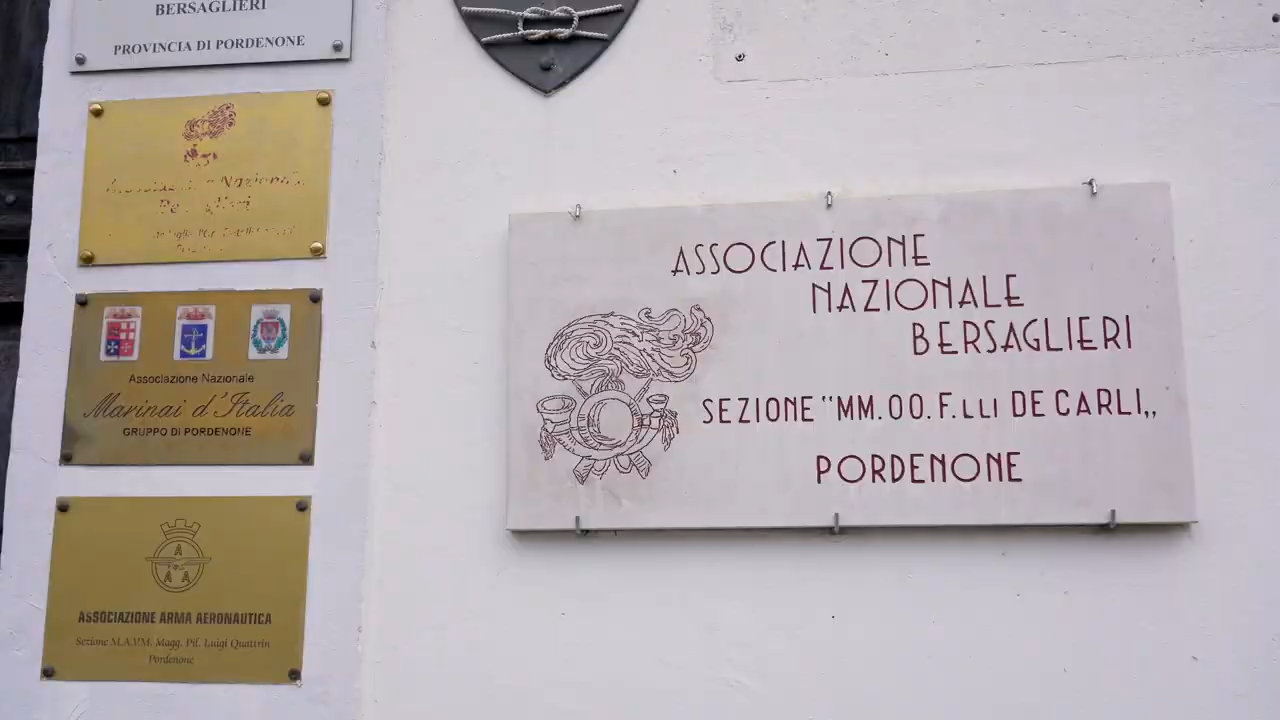 BERSAGLIERI
PROVINCIA DI PORDENONE
Nazionale
Associazione Nazionale
Marinai d'Italia
GRUPPO DI PORDENONE
A
A A
ASSOCIAZIONE ARMA AERONAUTICA
Sezione M.A.V.M. Magg. Pil. Luigi Quattrin
Pordenone
ASSOCIAZIONE
NAZIONALE
BERSAGLIERI
SEZIONE "MM.OO. F.LLI DE CARLI„
PORDENONE